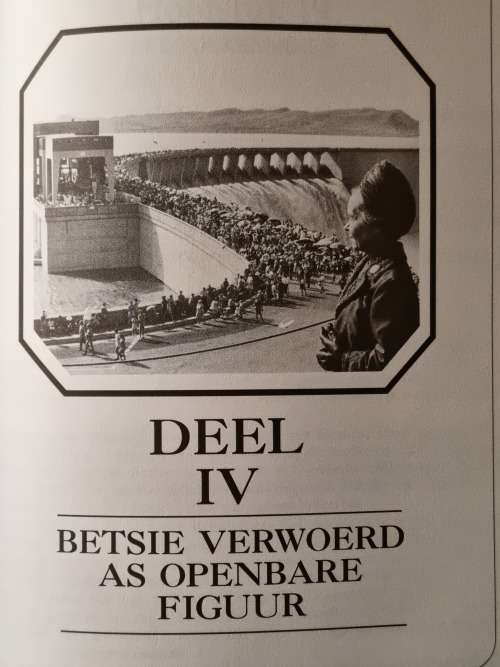 DEEL
IV
BETSIE VERWOERD
AS OPENBARE
FIGUUR